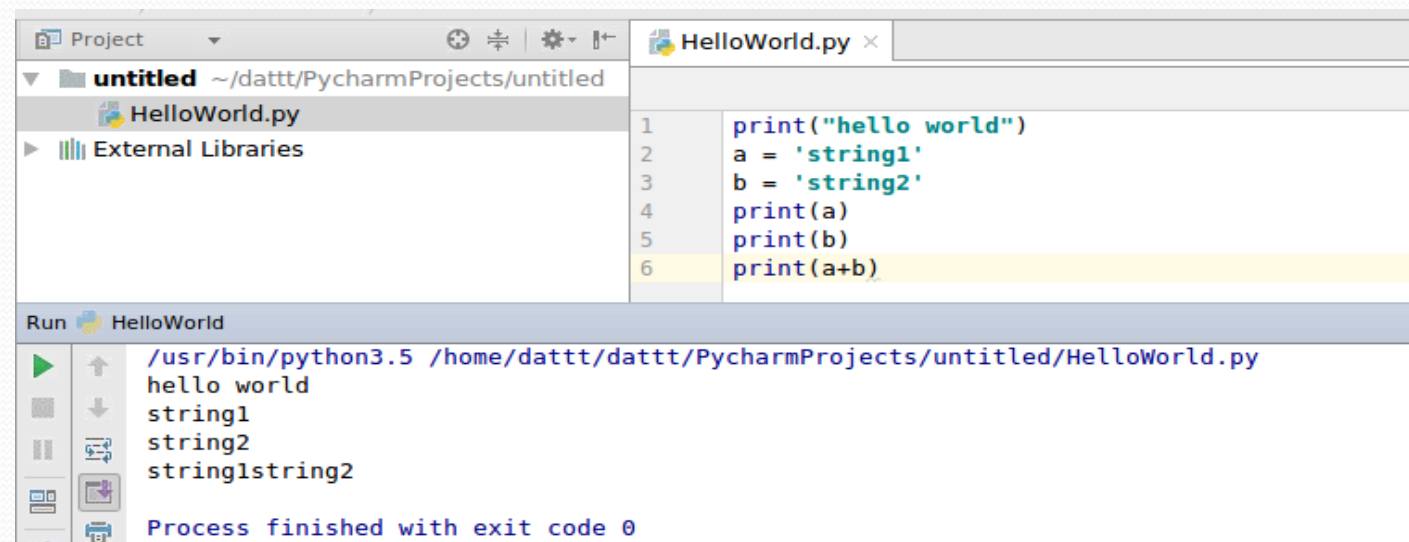 Project
untitled ~/dattt/PycharmProjects/untitled
HelloWorld.py
External Libraries
HelloWorld.py
1 print("hello world")
2 a = 'string1'
3 b = 'string2'
4 print(a)
5 print(b)
6 print(a+b)
Run HelloWorld
/usr/bin/python3.5 /home/dattt/dattt/PycharmProjects/untitled/HelloWorld.py
hello world
string1
string2
string1string2
Process finished with exit code 0